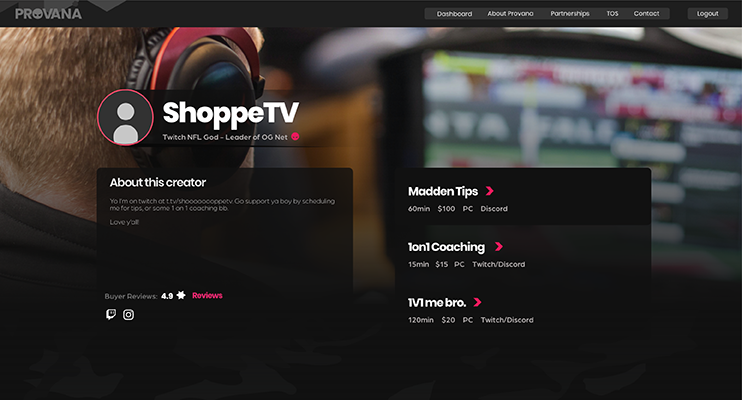 PROVANA
Dashboard About Provana Partnerships TOS Contact Logout
ShoppeTV
Twitch NFL God - Leader of OG Net
About this creator
Yo I'm on twitch at t.tv/shoooooooppetv. Go support ya boy by scheduling
me for tips, or some 1 on 1 coaching bb.
Love y'all!
Buyer Reviews: 4.9 Reviews
Madden Tips
60min $100 PC Discord
1on1 Coaching
15min $15 PC Twitch/Discord
1V1 me bro.
120min $20 PC Twitch/Discord